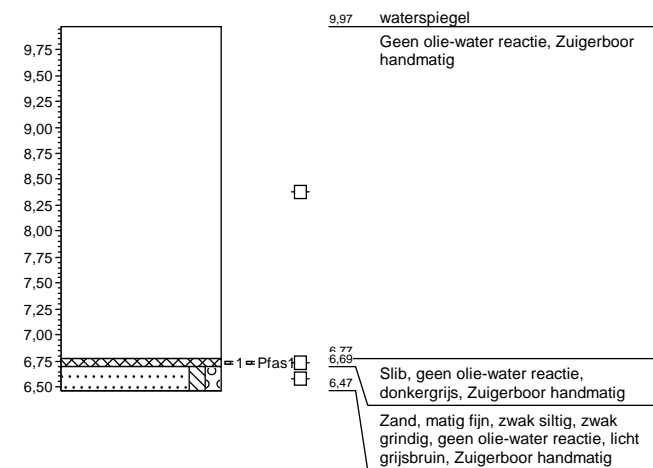 9,97 waterspiegel
Geen olie-water reactie, Zuigerboor
handmatig
9,75
9,50
9,25
9,00
8,75
8,50
8,25
8,00
7,75
7,50
7,25
7,00
6,75
6,50
1
Pfas1
6,77
6,69
Slib, geen olie-water reactie,
donkergrijs, Zuigerboor handmatig
6,47
Zand, matig fijn, zwak siltig, zwak
grindig, geen olie-water reactie, licht
grijsbruin, Zuigerboor handmatig